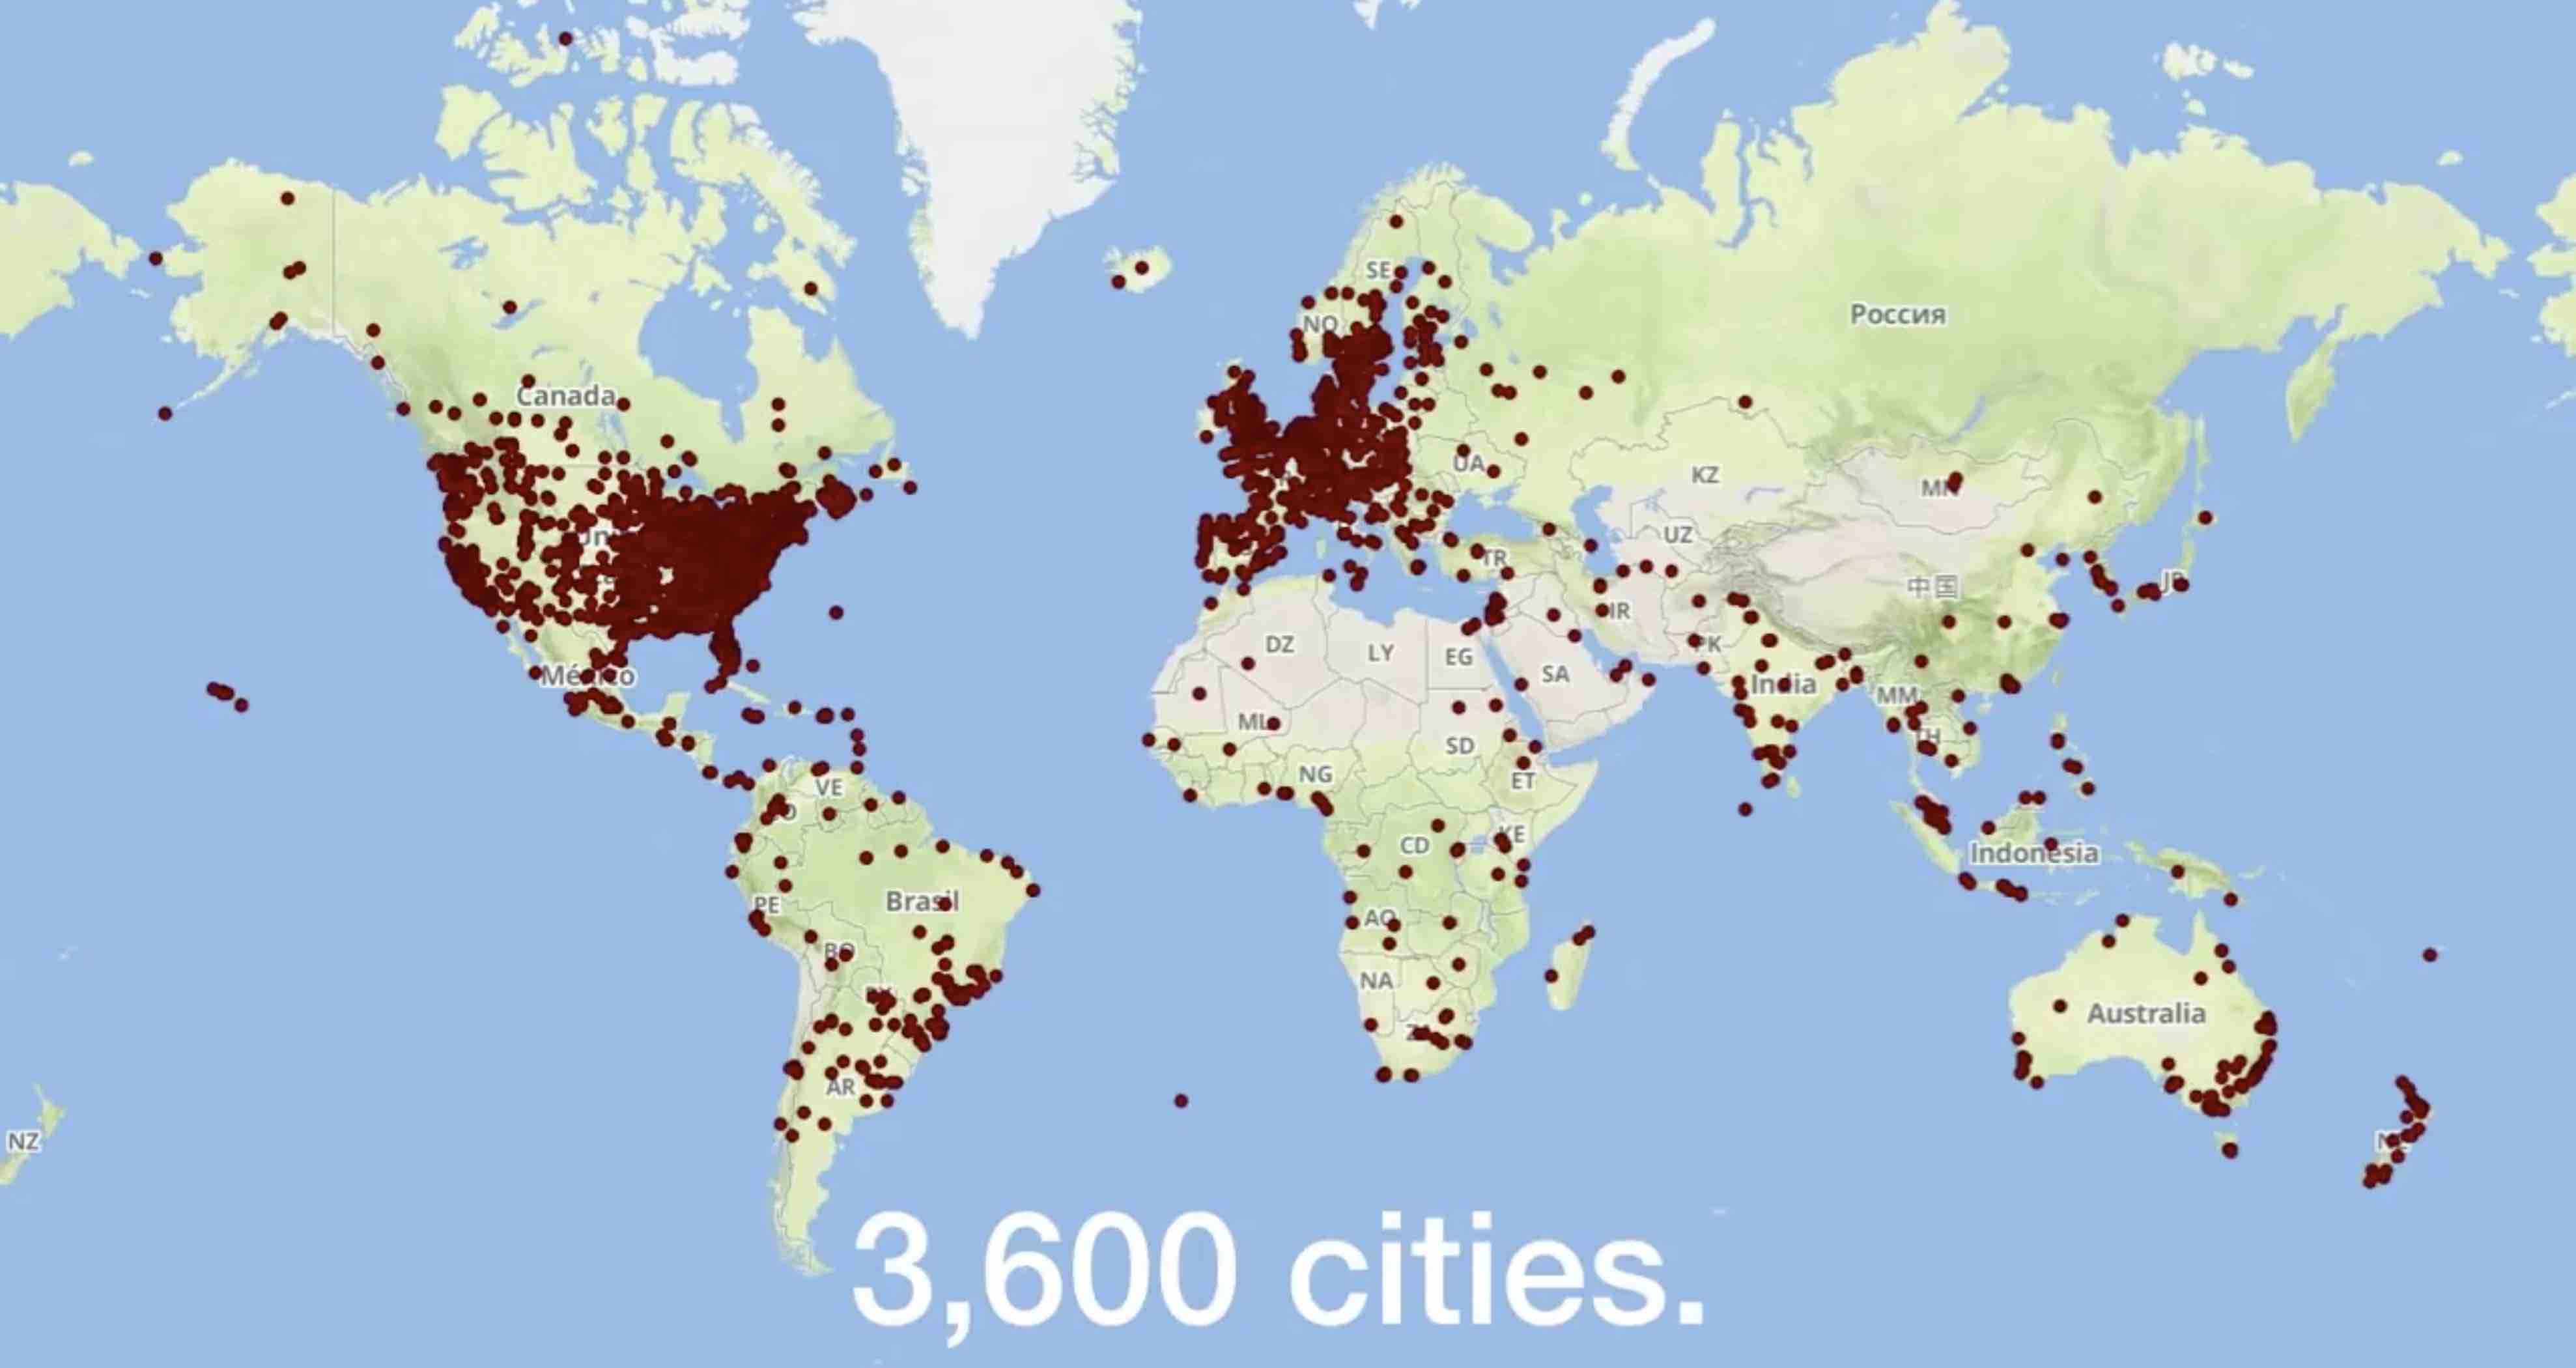 SE
NO
Россия
Canada
UA
KZ
UZ
TR
中国
IR
DZ
LY
EG
PK
SA
México
India
MM
ML
SD
TH
NG
ET
VE
KE
CD
Indonesia
Brasil
PE
AO
BO
NA
Australia
AR
NZ
3,600 cities.